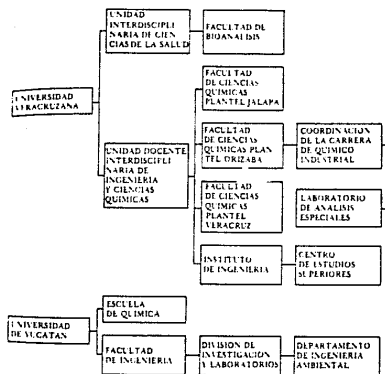 UNIDAD
INTERDISCIPLI
NARIA DE CIEN
CIAS DE LA SALUD
FACULTAD DE
BIOANALISIS
UNIVERSIDAD
VERACRUZANA
FACULTAD
DE CIENCIAS
QUIMICAS
PLANTEL JALAPA
UNIDAD DOCENTE
INTERDISCIPLI
NARIA DE
INGENIERIA
Y CIENCIAS
QUIMICAS
FACULTAD
DE CIENCIAS
QUIMICAS PLAN
TEL ORIZABA
COORDINACION
DE LA CARRERA
DE QUIMICO
INDUSTRIAL
FACULTAD
DE CIENCIAS
QUIMICAS
PLANTEL
VERACRUZ
LABORATORIO
DE ANALISIS
ESPECIALES
INSTITUTO
DE INGENIERIA
CENTRO
DE ESTUDIOS
SUPERIORES
UNIVERSIDAD
DE YUCATAN
ESCUELA
DE QUIMICA
FACULTAD
DE INGENIERIA
DIVISION DE
INVESTIGACION
Y LABORATORIOS
DEPARTAMENTO
DE INGENIERIA
AMBIENTAL